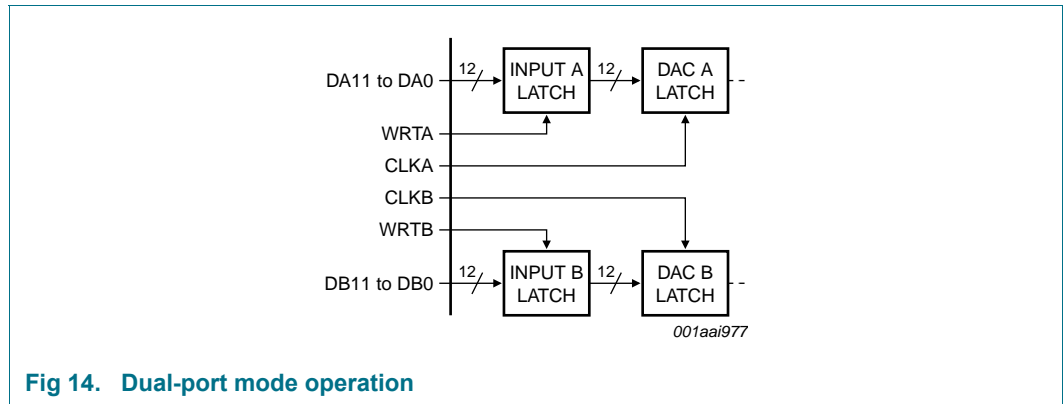 DA11 to DA0
12
INPUT A
LATCH
12
DAC A
LATCH
WRTA
CLKA
CLKB
WRTB
DB11 to DB0
12
INPUT B
LATCH
12
DAC B
LATCH
001aai977
Fig 14. Dual-port mode operation